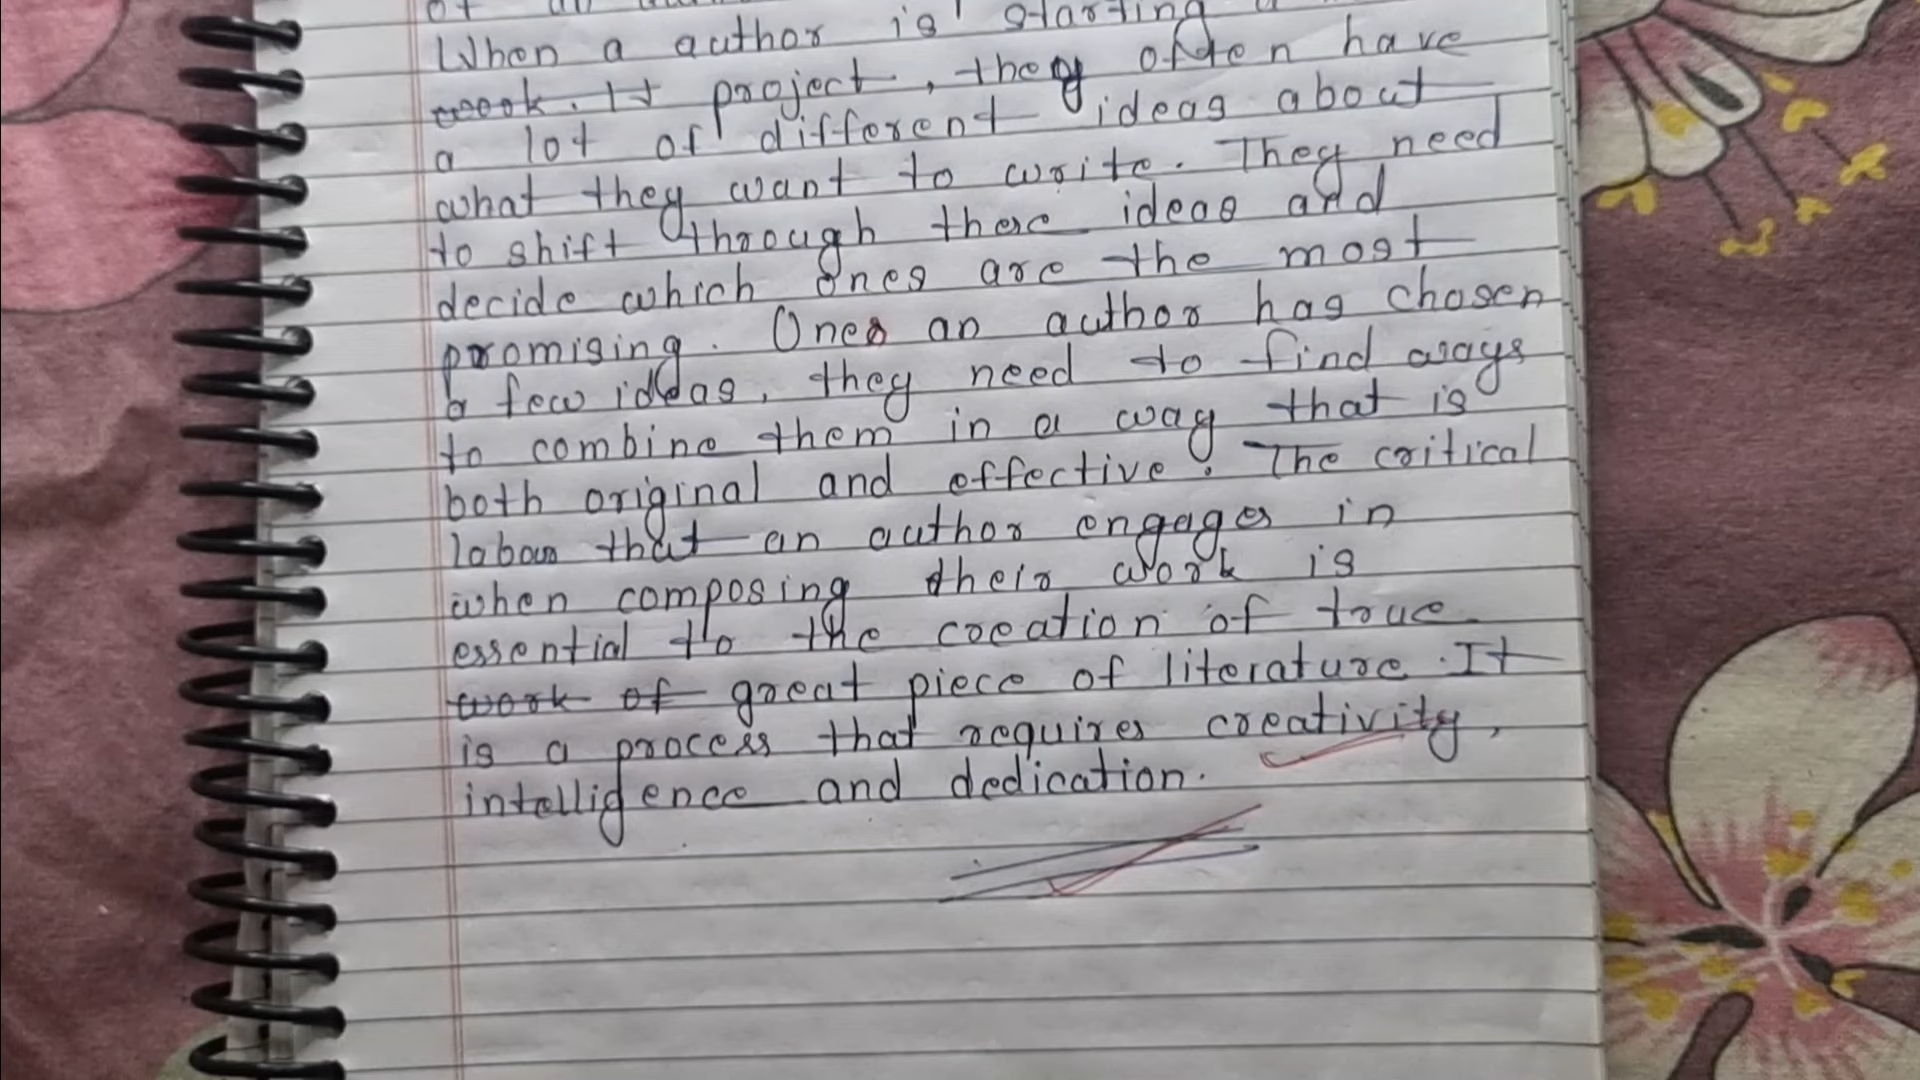 of an
When a author is starting a
work. It project, they often have
a lot of different ideas about
what they want to write. They need
to shift through these ideas and
decide which ones are the most
promising. Ones an author has chosen
a few ideas, they need to find ways
to combine them in a way that is
both original and effective. The critical
labour that an author engages in
when composing their work is
essential to the creation of true
work of great piece of literature. It
is a process that requires creativity,
intelligence and dedication.